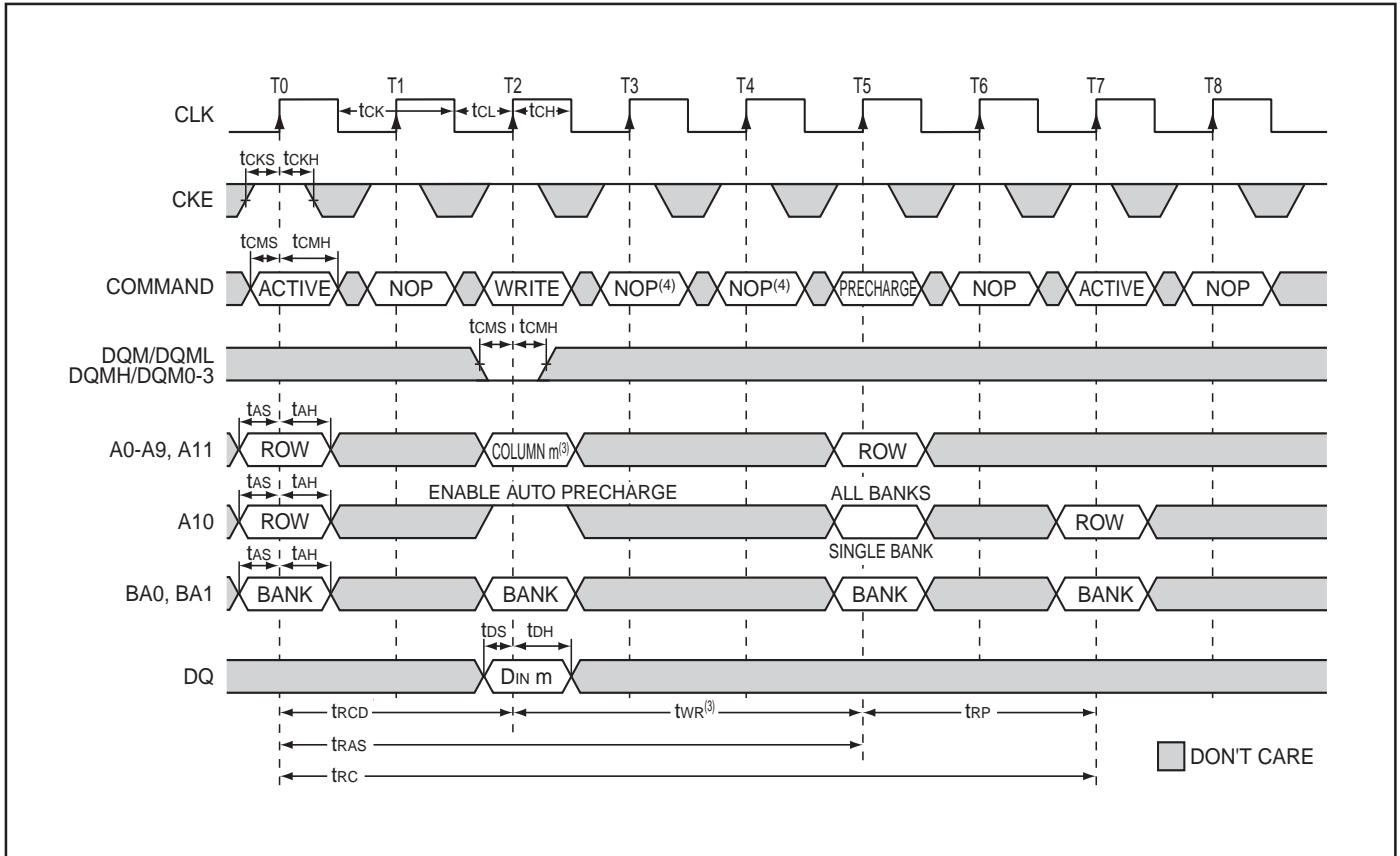 T0 T1 T2 T3 T4 T5 T6 T7 T8
CLK tCK tCL tCH
tCKS tCKH
CKE
tCMS tCMH
COMMAND ACTIVE NOP WRITE NOP(4) NOP(4) PRECHARGE NOP ACTIVE NOP
tCMS tCMH
DQM/DQML
DQMH/DQM0-3
tAS tAH
A0-A9, A11 ROW COLUMN m(3) ROW
tAS tAH ENABLE AUTO PRECHARGE ALL BANKS
A10 ROW ROW
tAS tAH SINGLE BANK
BA0, BA1 BANK BANK BANK BANK
tDS tDH
DQ DIN m
tRCD tWR(3) tRP
tRAS
DON'T CARE
tRC